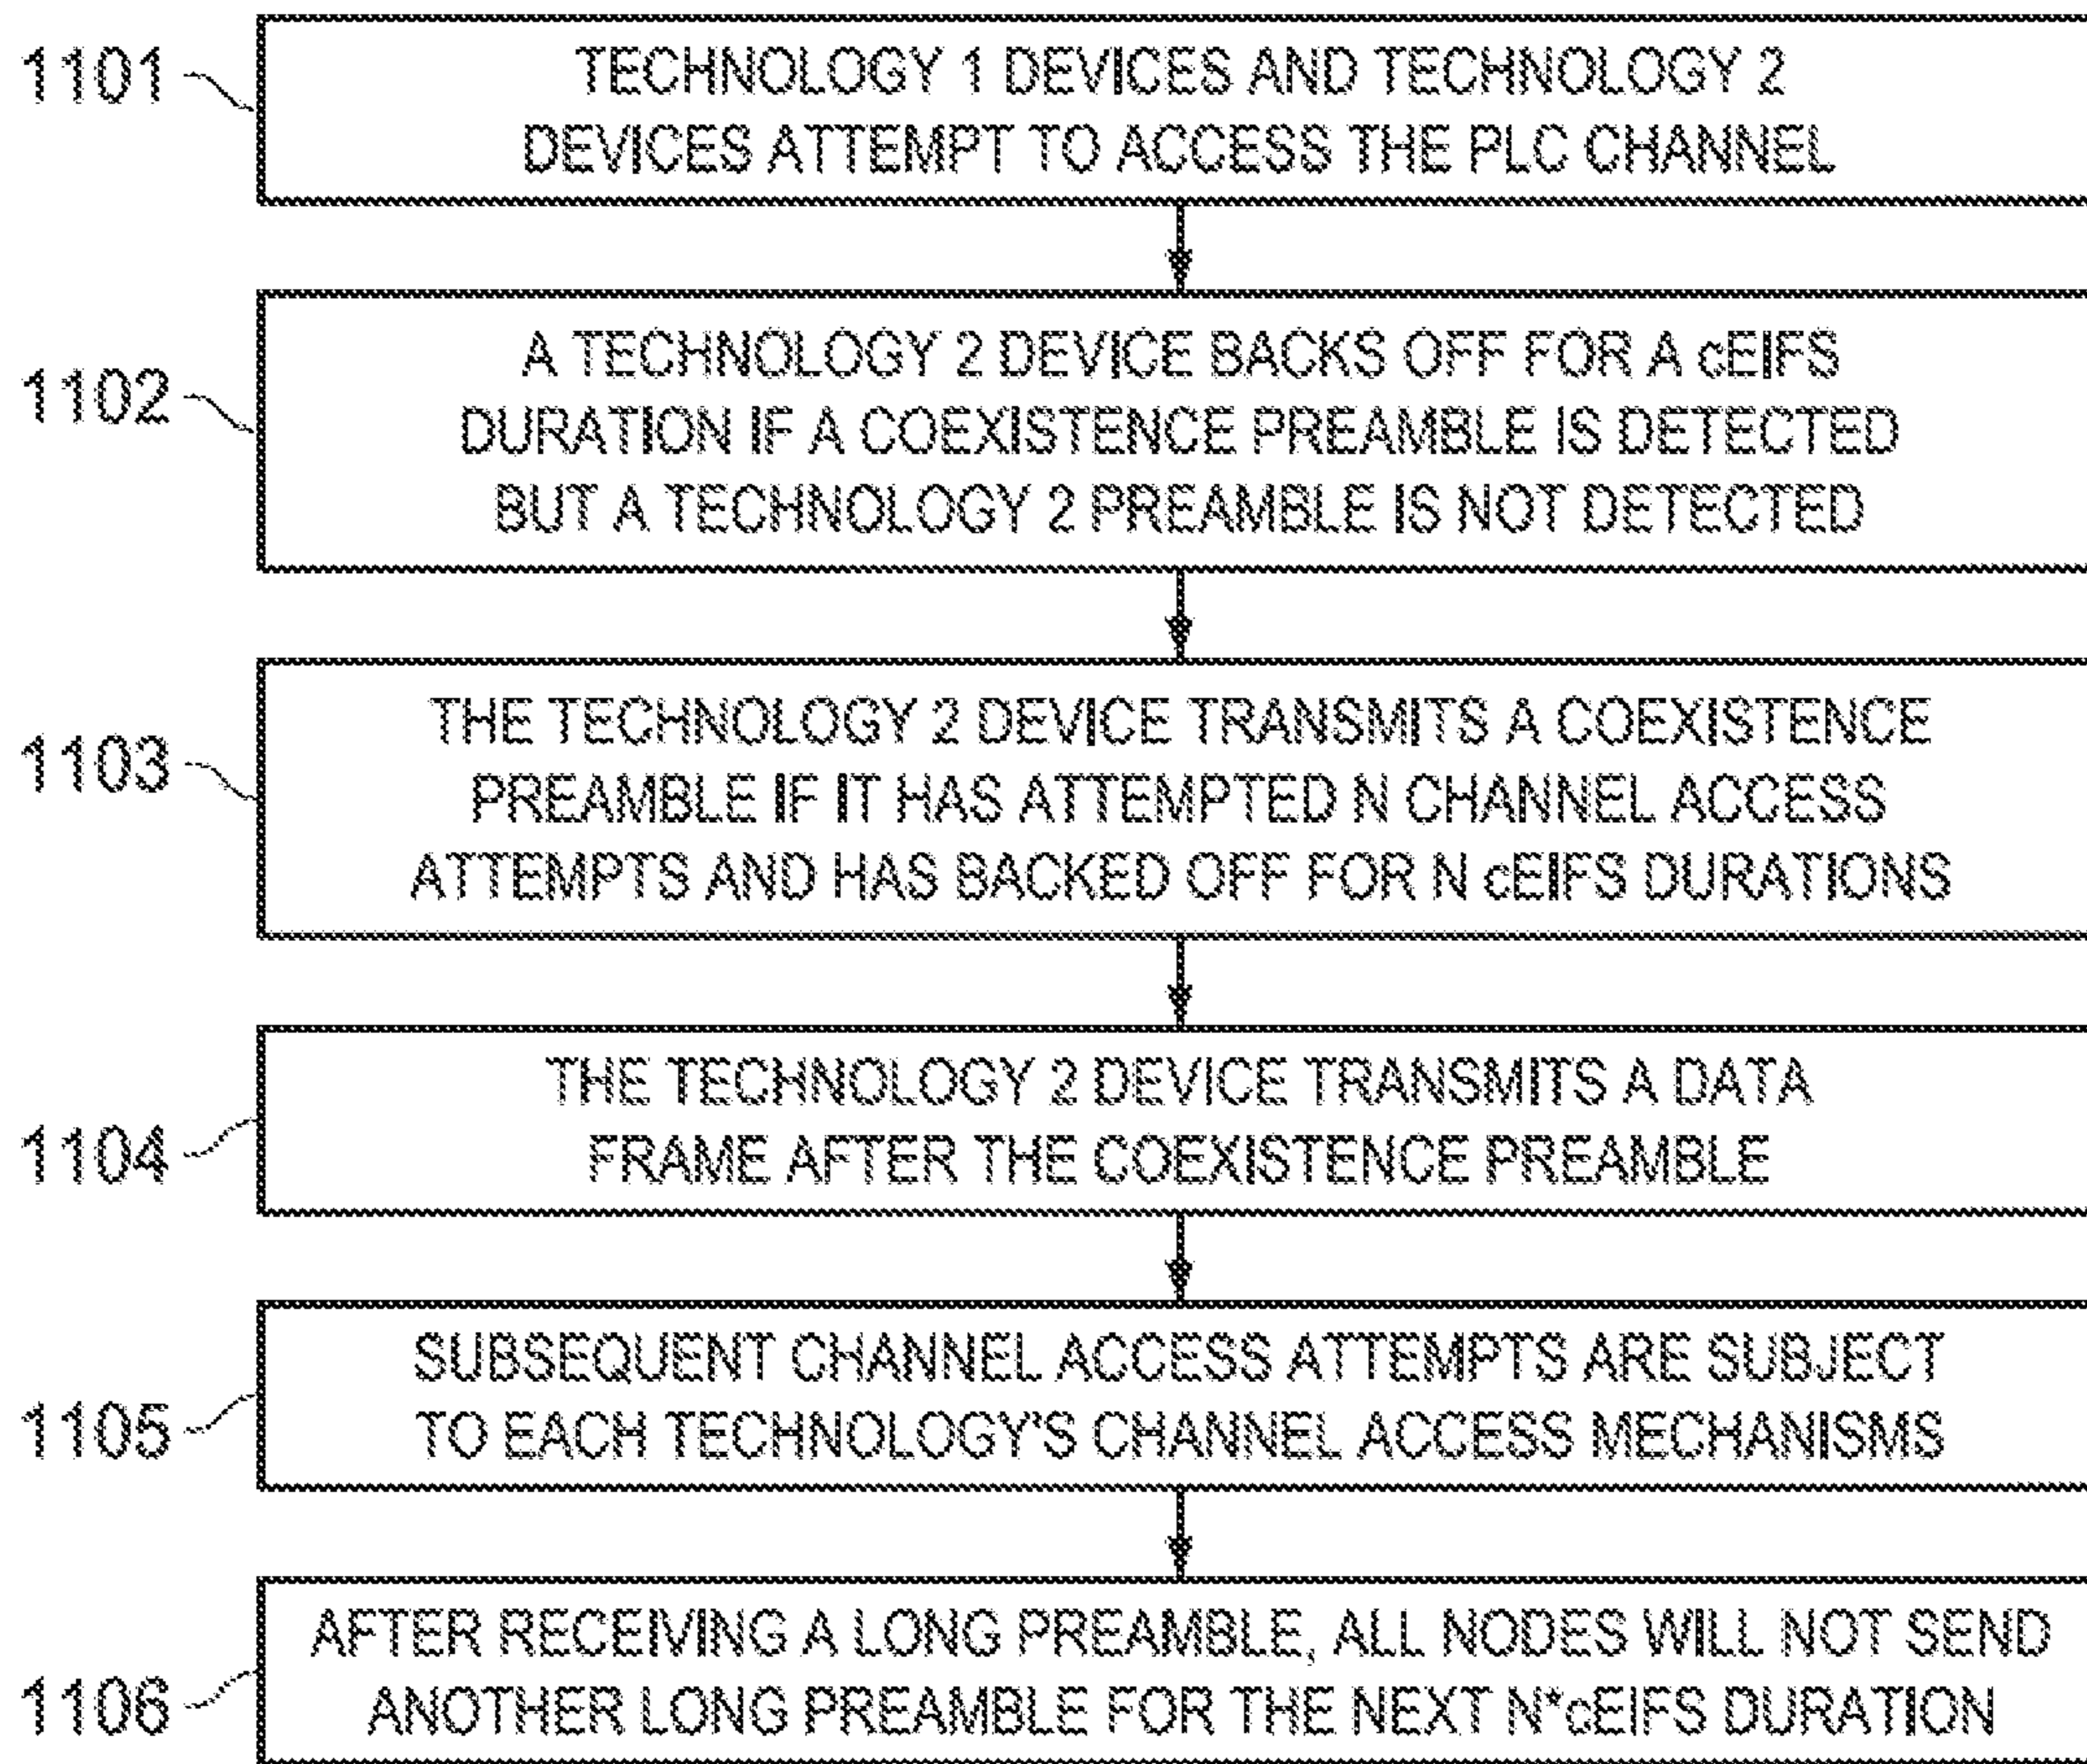 1101
TECHNOLOGY 1 DEVICES AND TECHNOLOGY 2
DEVICES ATTEMPT TO ACCESS THE PLC CHANNEL
1102
A TECHNOLOGY 2 DEVICE BACKS OFF FOR A cEIFS
DURATION IF A COEXISTENCE PREAMBLE IS DETECTED
BUT A TECHNOLOGY 2 PREAMBLE IS NOT DETECTED
1103
THE TECHNOLOGY 2 DEVICE TRANSMITS A COEXISTENCE
PREAMBLE IF IT HAS ATTEMPTED N CHANNEL ACCESS
ATTEMPTS AND HAS BACKED OFF FOR N cEIFS DURATIONS
1104
THE TECHNOLOGY 2 DEVICE TRANSMITS A DATA
FRAME AFTER THE COEXISTENCE PREAMBLE
1105
SUBSEQUENT CHANNEL ACCESS ATTEMPTS ARE SUBJECT
TO EACH TECHNOLOGY'S CHANNEL ACCESS MECHANISMS
1106
AFTER RECEIVING A LONG PREAMBLE, ALL NODES WILL NOT SEND
ANOTHER LONG PREAMBLE FOR THE NEXT N*cEIFS DURATION